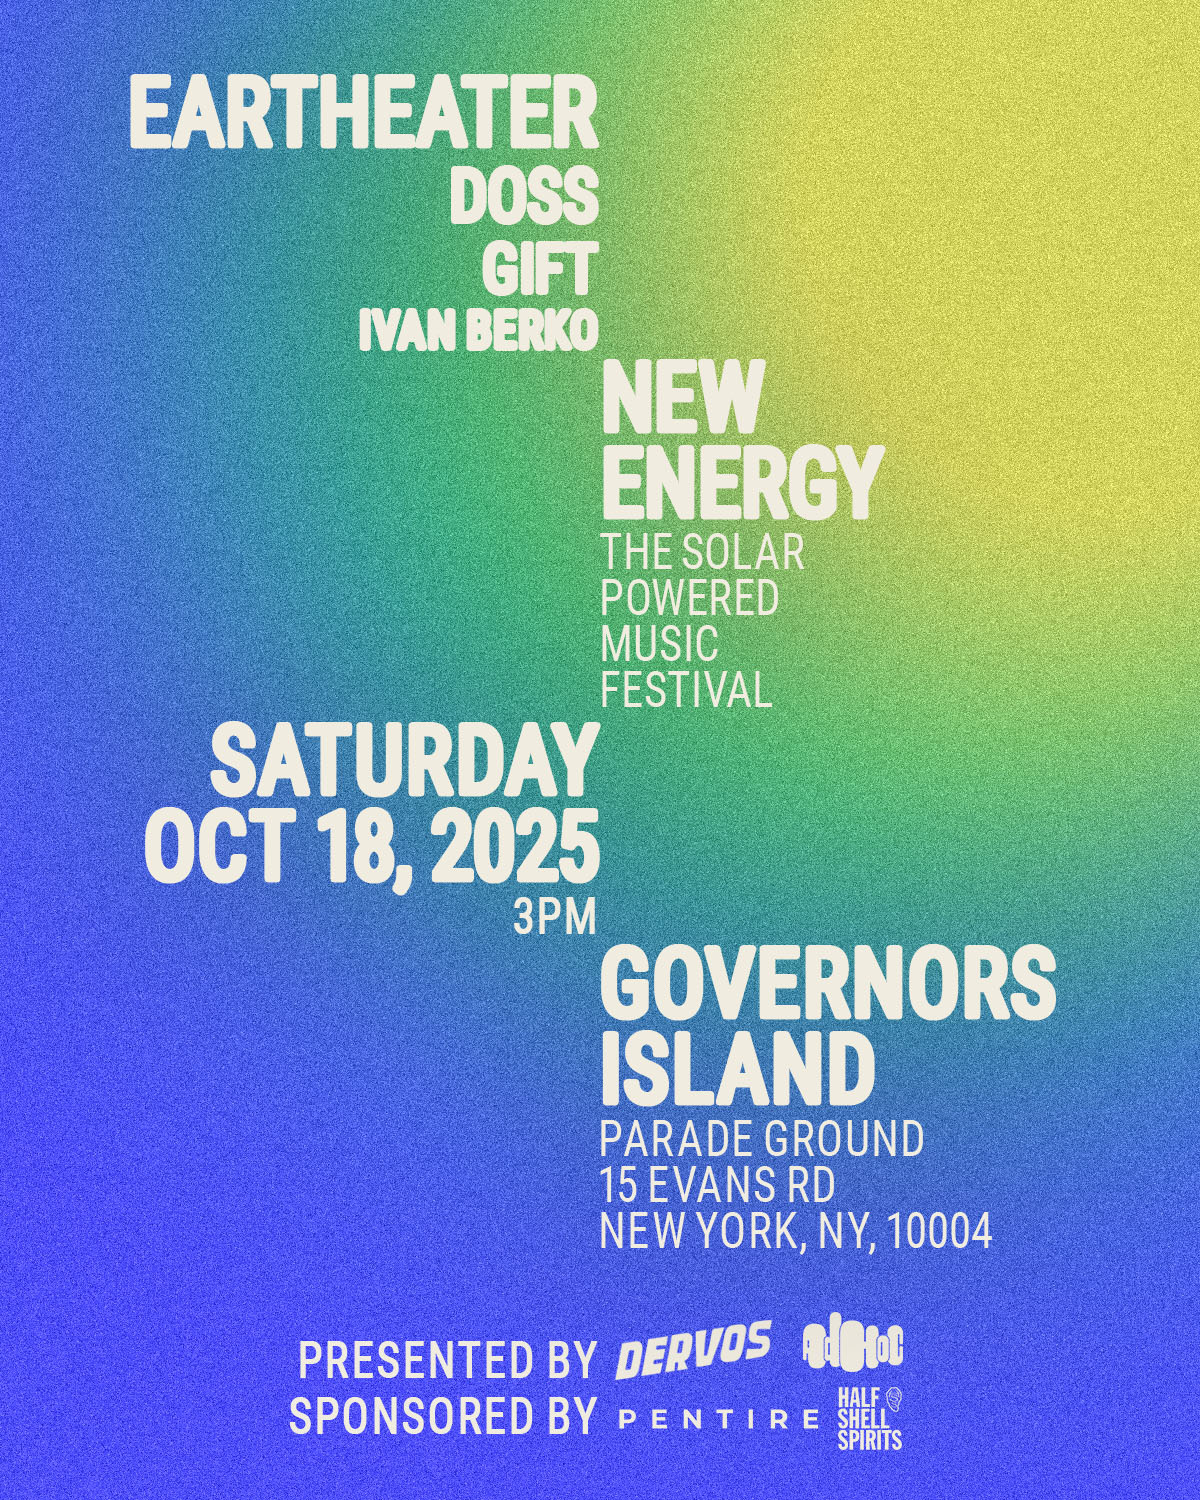 EARTHEATER
DOSS
GIFT
IVAN BERKO
NEW
ENERGY
THE SOLAR
POWERED
MUSIC
FESTIVAL
SATURDAY
OCT 18, 2025
3PM
GOVERNORS
ISLAND
PARADE GROUND
15 EVANS RD
NEW YORK, NY, 10004
PRESENTED BY DERVOS AdHoc
SPONSORED BY PENTIRE HALF
SHELL
SPIRITS